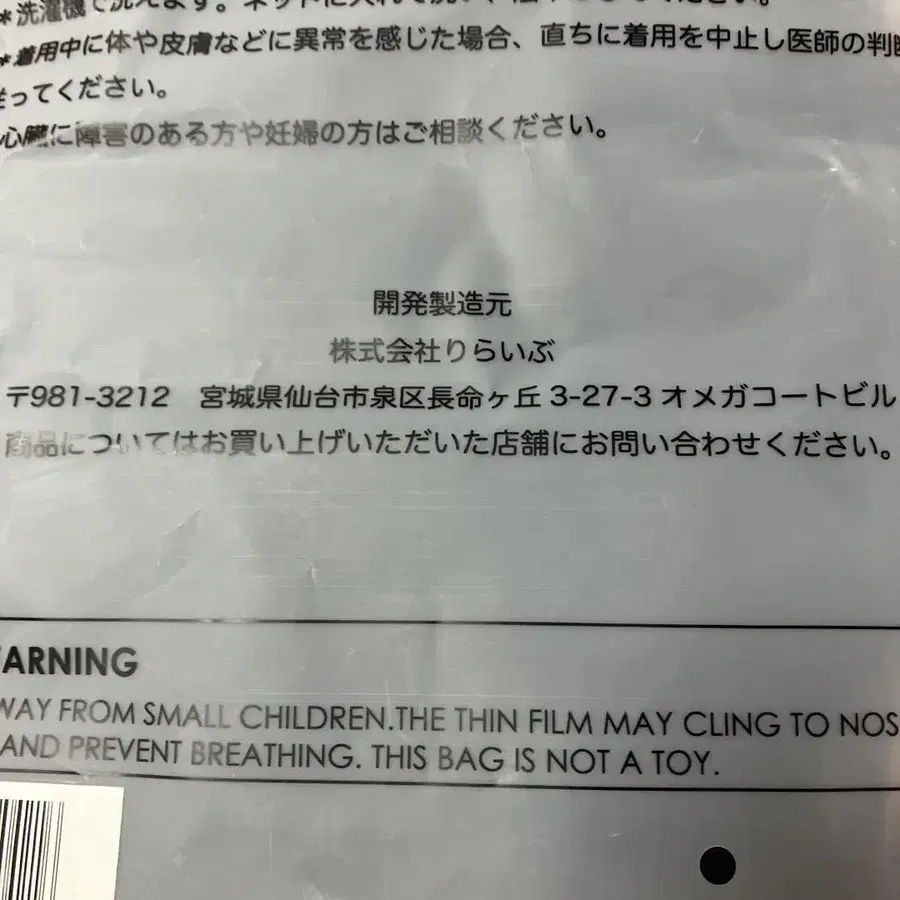 *洗濯機で洗えます。ネットに入れて洗い
*着用中に体や皮膚などに異常を感じた場合、直ちに着用を中止し医師の判断
従ってください。
心臓に障害のある方や妊婦の方はご相談ください。
開発製造元
株式会社りらいぶ
〒981-3212 宮城県仙台市泉区長命ヶ丘3-27-3オメガコートビル
商品についてはお買い上げいただいた店舗にお問い合わせください。
ARNING
WAY FROM SMALL CHILDREN.THE THIN FILM MAY CLING TO NOS
AND PREVENT BREATHING. THIS BAG IS NOT A TOY.